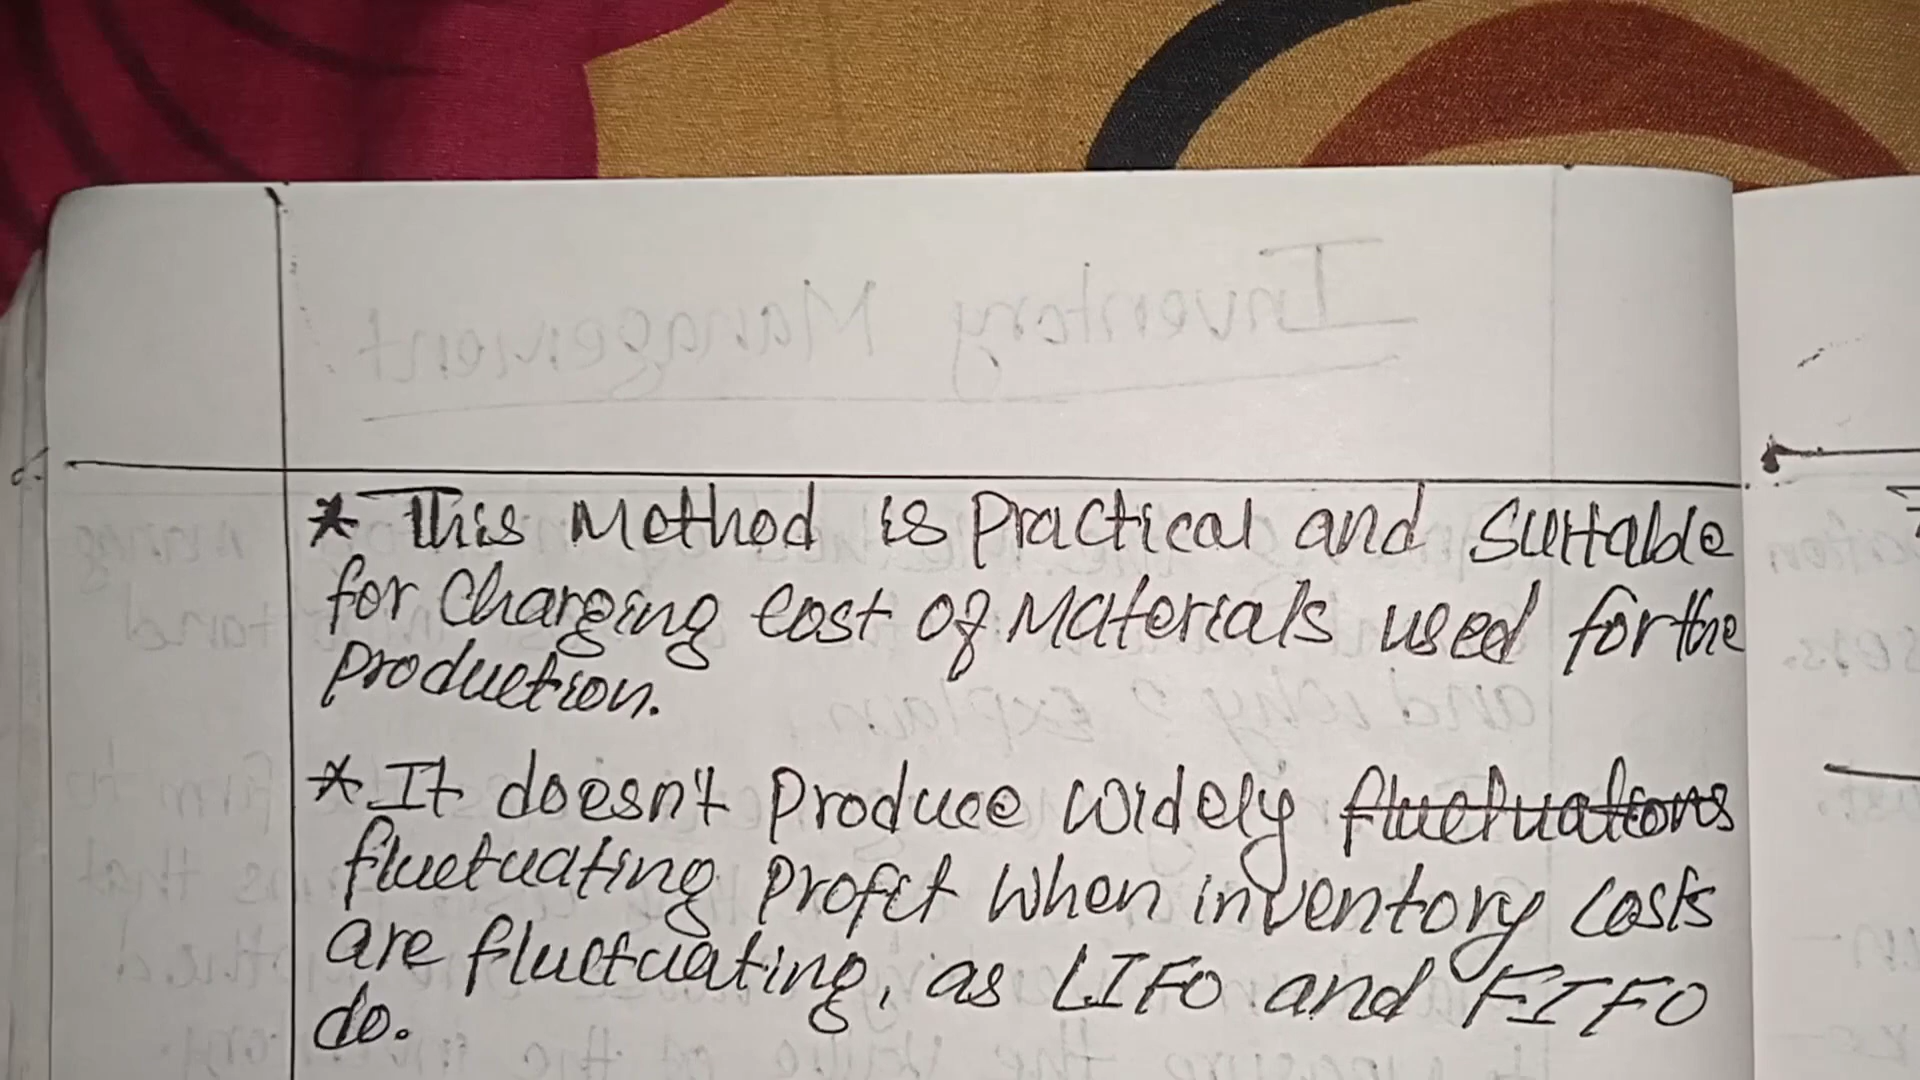 * This Method is Practical and Suitable
for Charging Cost of Materials used for the
Production.
* It doesn't Produce widely fluctuations
fluctuating Profit When inventory Costs
are fluctuating, as LIFO and FIFO
do.